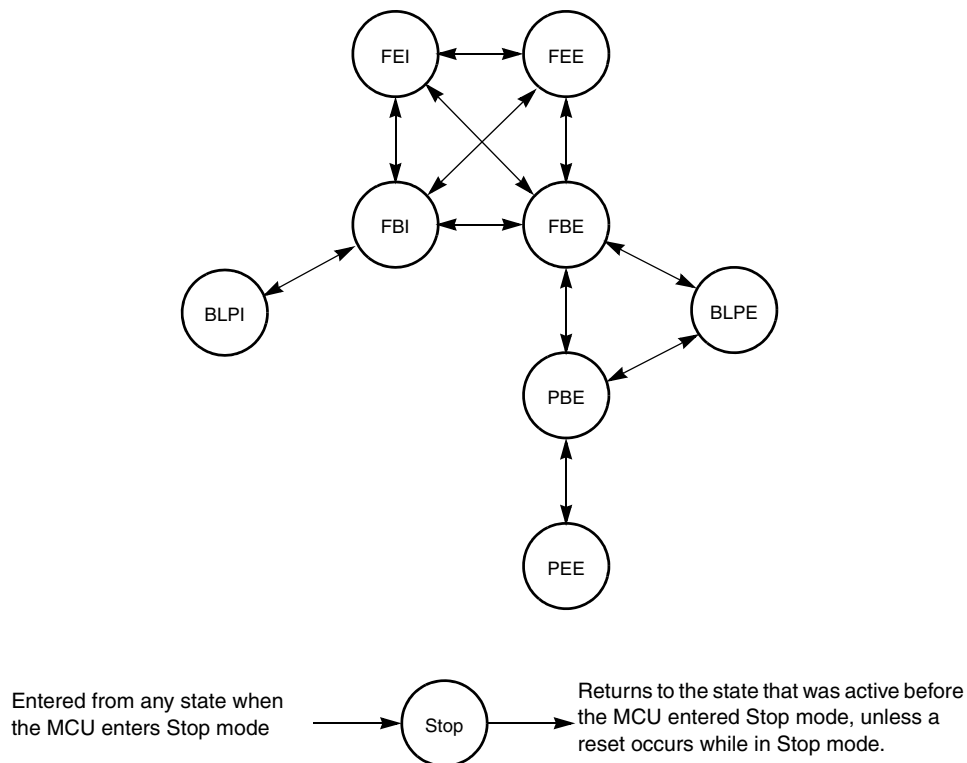 FEI
FEE
FBI
FBE
BLPI
BLPE
PBE
PEE
Entered from any state when
the MCU enters Stop mode
Stop
Returns to the state that was active before
the MCU entered Stop mode, unless a
reset occurs while in Stop mode.